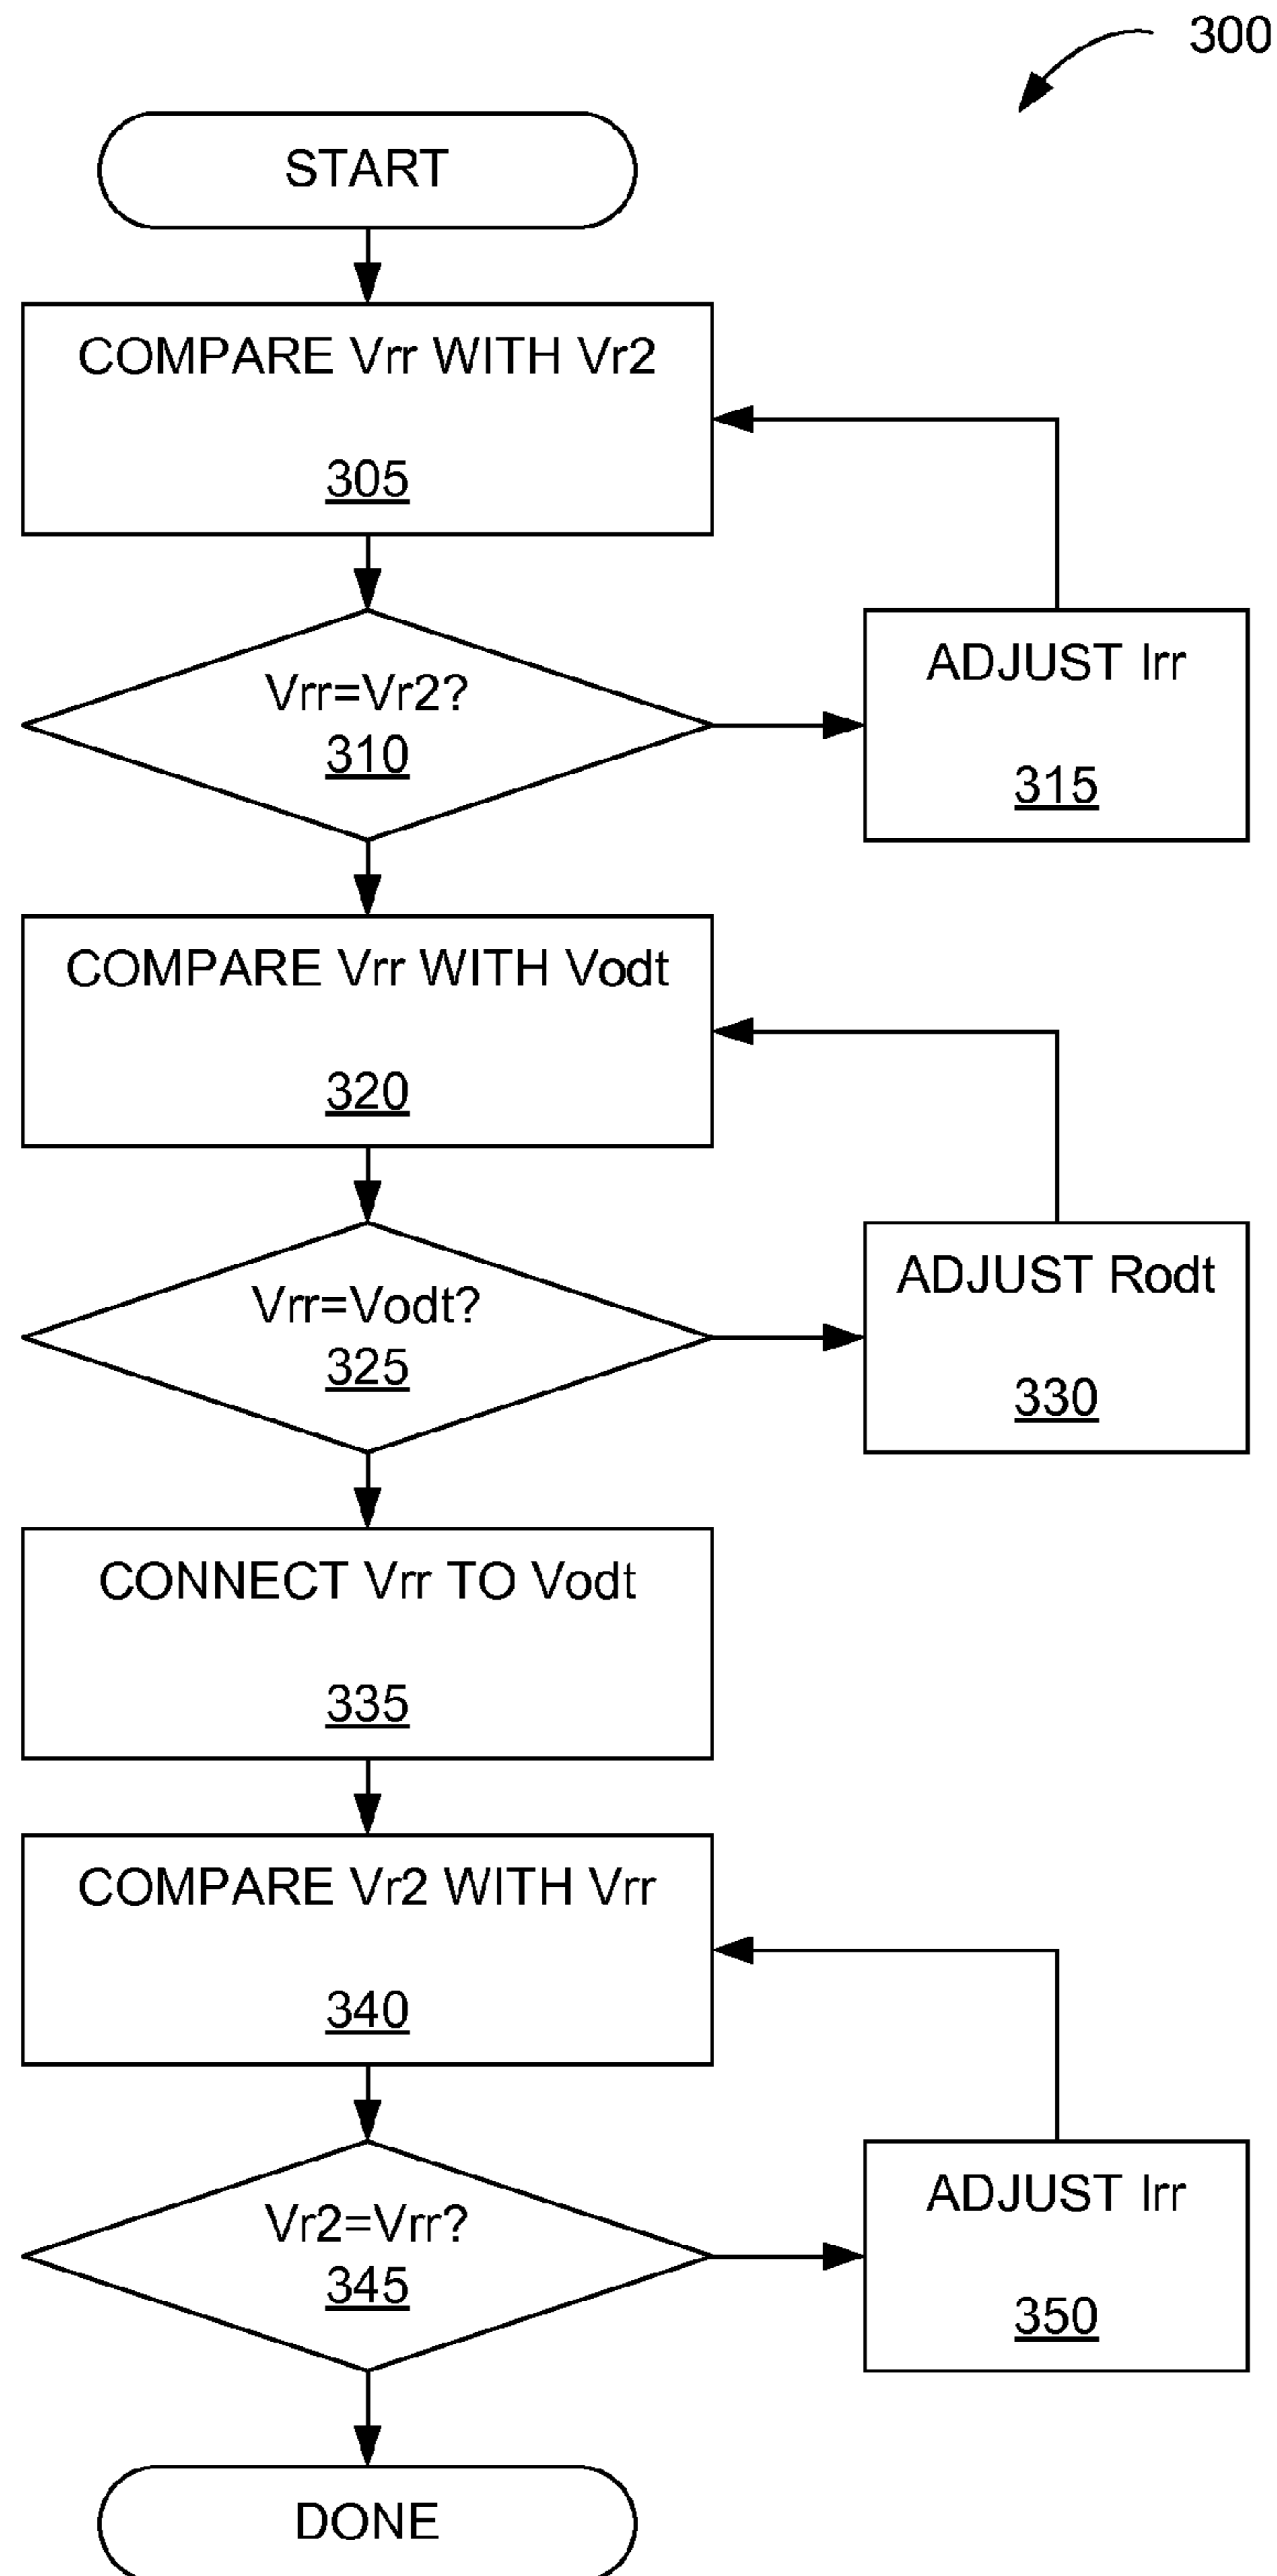 300
START
COMPARE Vrr WITH Vr2
305
Vrr=Vr2?
310
ADJUST Irr
315
COMPARE Vrr WITH Vodt
320
Vrr=Vodt?
325
ADJUST Rodt
330
CONNECT Vrr TO Vodt
335
COMPARE Vr2 WITH Vrr
340
Vr2=Vrr?
345
ADJUST Irr
350
DONE